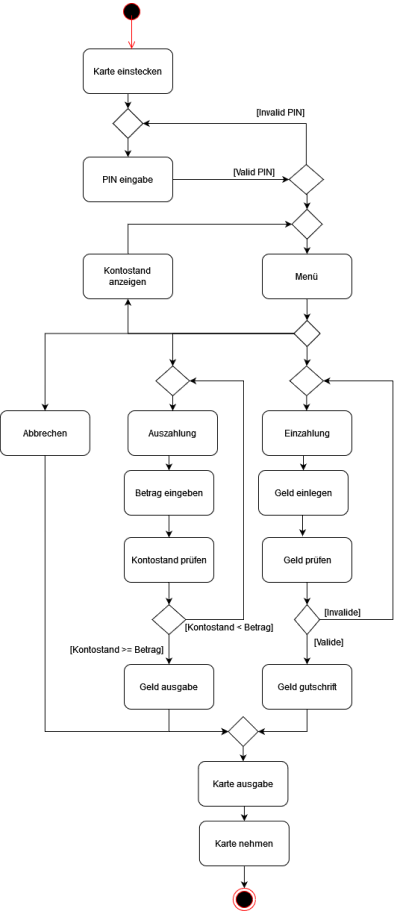 Karte einstecken
[Invalid PIN]
PIN eingabe
[Valid PIN]
Kontostand
anzeigen
Menü
Abbrechen
Auszahlung
Einzahlung
Betrag eingeben
Geld einlegen
Kontostand prüfen
Geld prüfen
[Invalide]
[Kontostand < Betrag]
[Valide]
[Kontostand >= Betrag]
Geld ausgabe
Geld gutschrift
Karte ausgabe
Karte nehmen